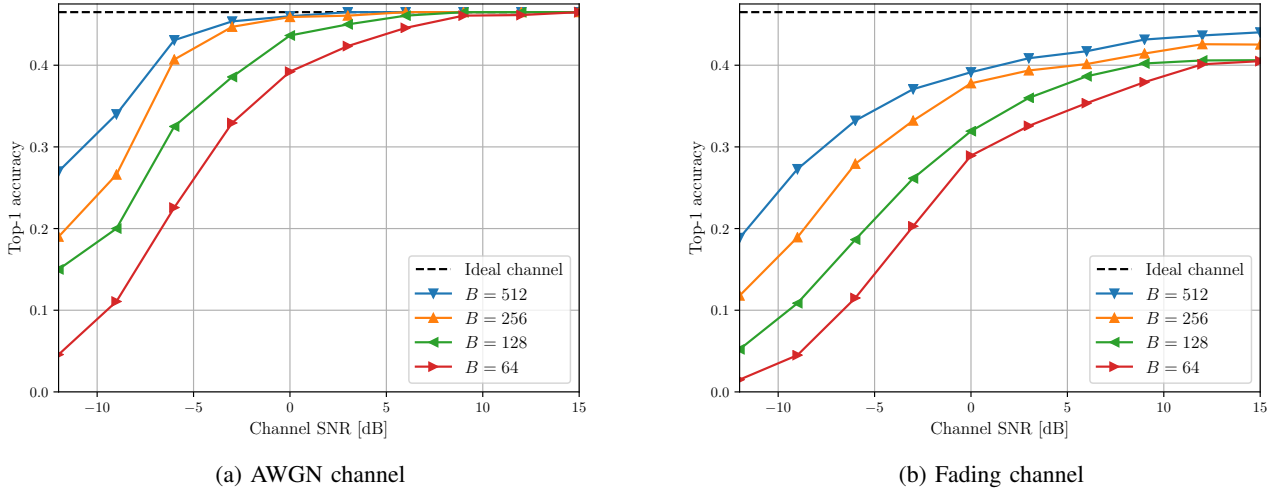 0.4
0.3
0.2
0.1
0.0
Top-1 accuracy
Ideal channel
B = 512
B = 256
B = 128
B = 64
−10
−5
0
5
10
15
Channel SNR [dB]
(a) AWGN channel
0.4
0.3
0.2
0.1
0.0
Top-1 accuracy
Ideal channel
B = 512
B = 256
B = 128
B = 64
−10
−5
0
5
10
15
Channel SNR [dB]
(b) Fading channel